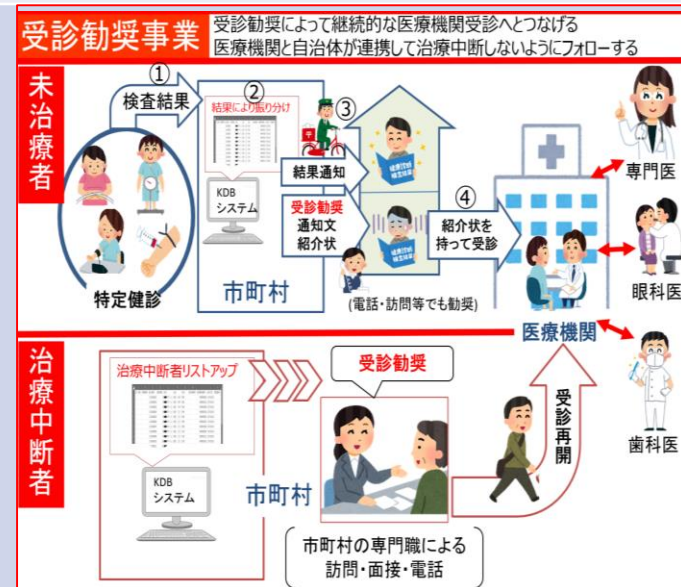 受診勧奨事業
受診勧奨によって継続的な医療機関受診へとつなげる
医療機関と自治体が連携して治療中断しないようにフォローする
未治療者
①
検査結果
特定健診
②
結果により振り分け
KDB
システム
市町村
③
結果通知
受診勧奨
通知文
紹介状
(電話・訪問等でも勧奨)
④
紹介状を
持って受診
医療機関
専門医
眼科医
歯科医
治療中断者
治療中断者リストアップ
KDB
システム
市町村
受診勧奨
市町村の専門職による
訪問・面接・電話
受診再開